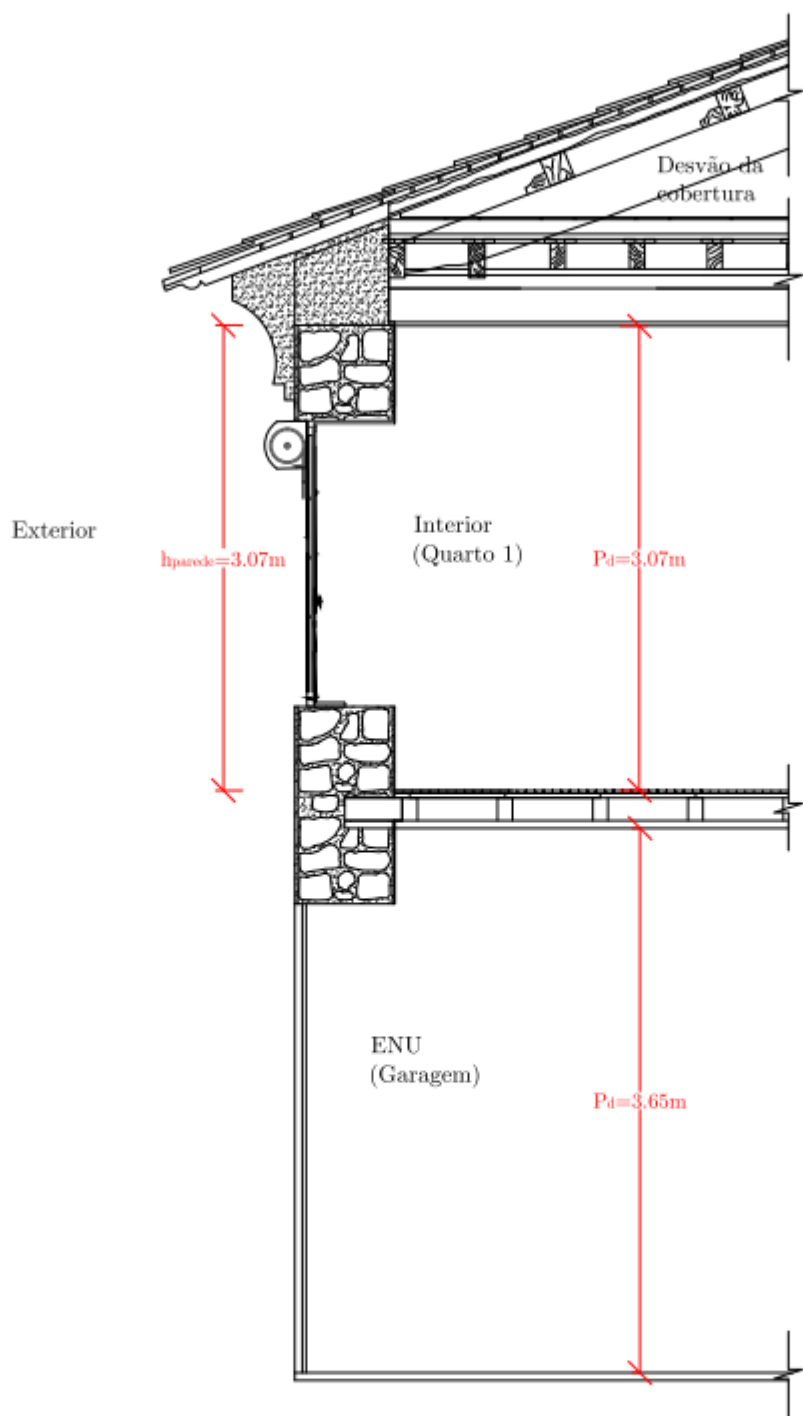 Desvão da
cobertura
Exterior
hparede=3.07m
Interior
(Quarto 1)
Pd=3.07m
ENU
(Garagem)
Pd=3.65m